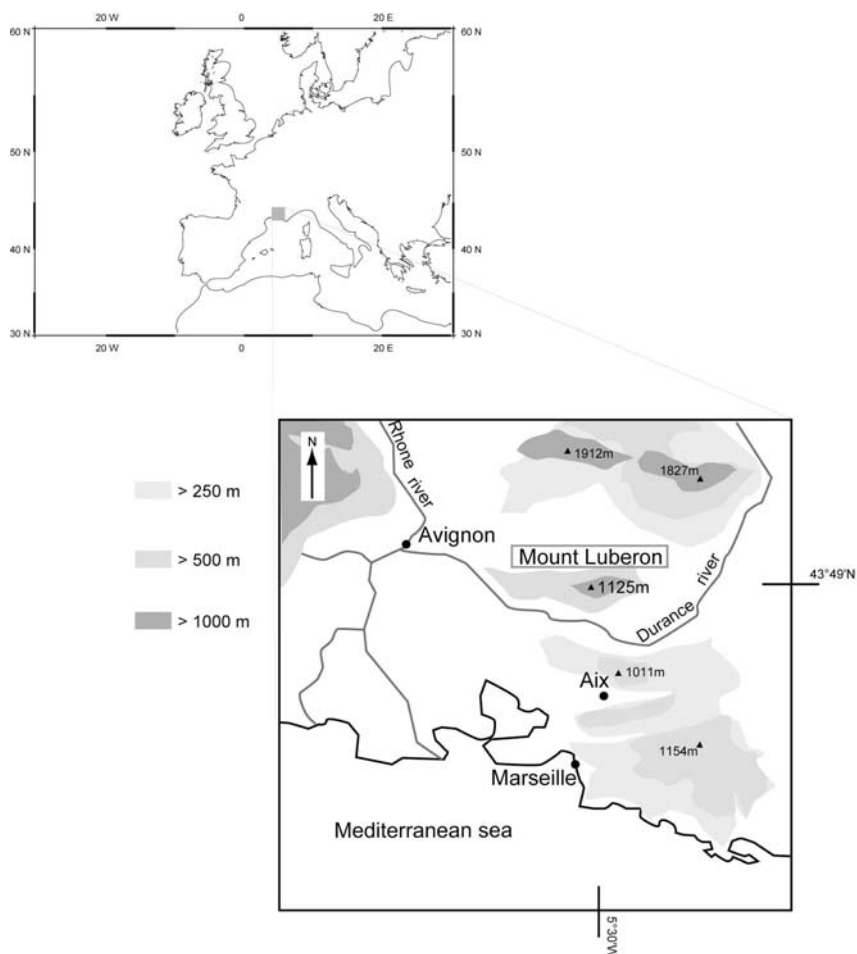 20 W 0 20 E
60 N 60 N
50 N 50 N
40 N 40 N
30 N 30 N
20 W 0 20 E
N
Rhone river
1912m
1827m
> 250 m
Avignon
> 500 m
Mount Luberon
43°49'N
1125m
Durance river
> 1000 m
1011m
Aix
1154m
Marseille
Mediterranean sea
5°30'W